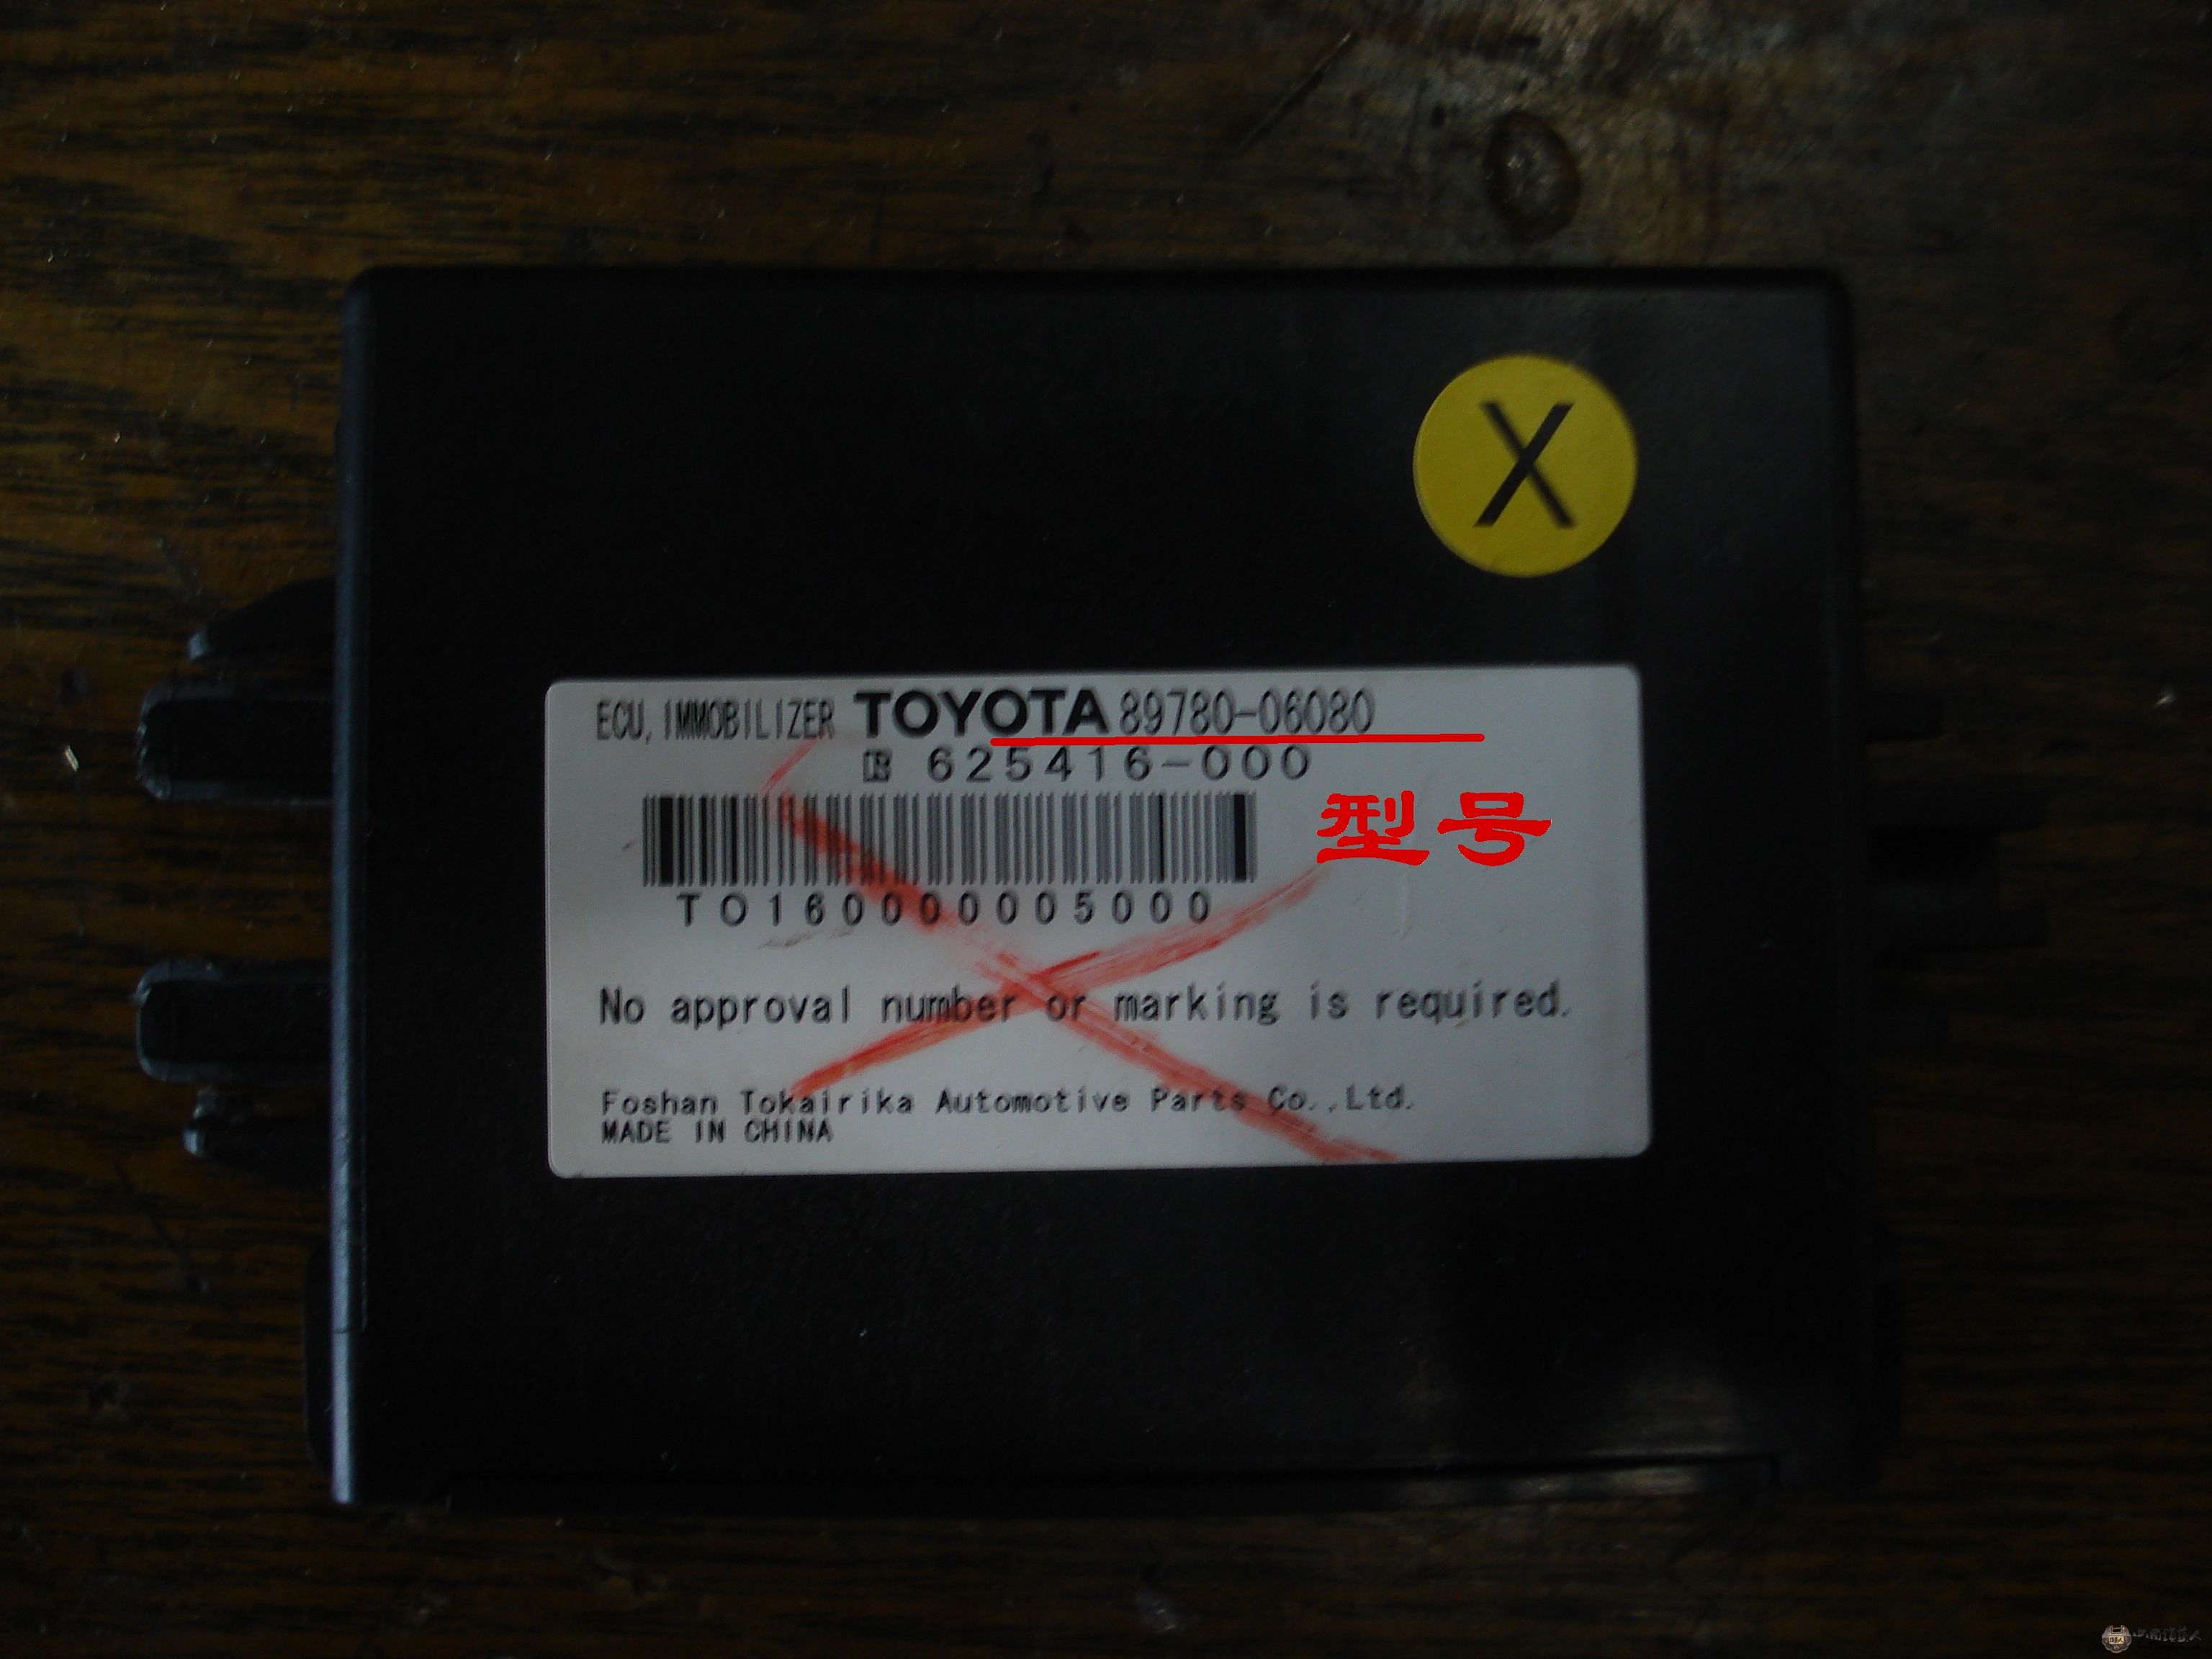 X
ECU, IMMOBILIZER TOYOTA 89780-06080
625416-000
型号
TO160000005000
No approval number or marking is required.
Foshan Tokairika Automotive Parts Co.,Ltd.
MADE IN CHINA